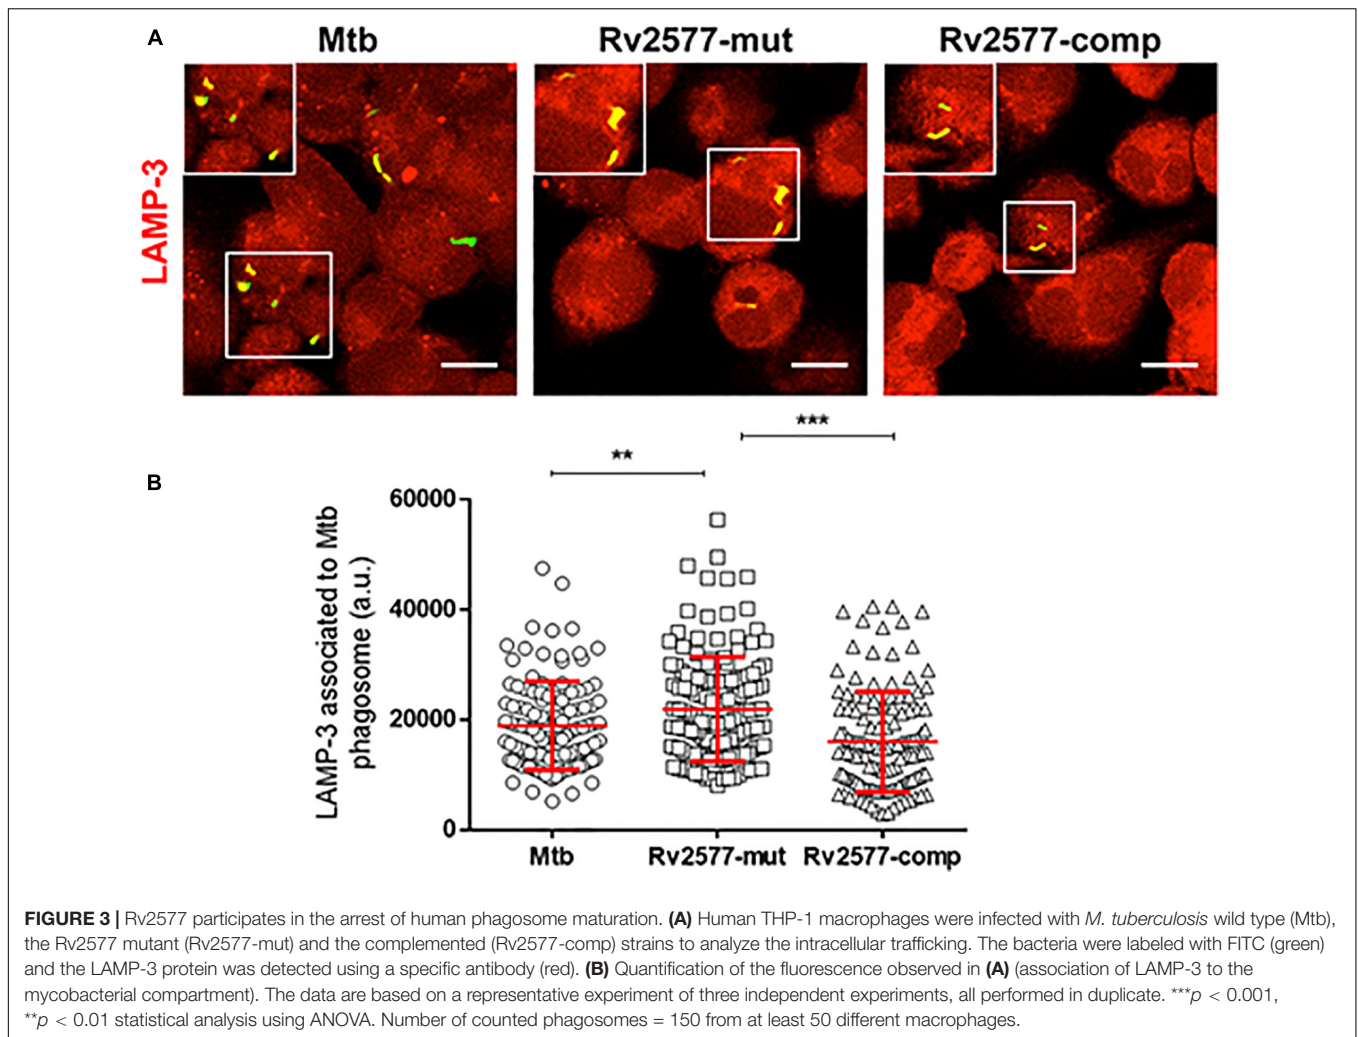 A
Mtb
Rv2577-mut
Rv2577-comp
LAMP-3
***
**
B
LAMP-3 associated to Mtb
phagosome (a.u.)
60000
40000
20000
0
Mtb
Rv2577-mut
Rv2577-comp
FIGURE 3 | Rv2577 participates in the arrest of human phagosome maturation. (A) Human THP-1 macrophages were infected with M. tuberculosis wild type (Mtb),
the Rv2577 mutant (Rv2577-mut) and the complemented (Rv2577-comp) strains to analyze the intracellular trafficking. The bacteria were labeled with FITC (green)
and the LAMP-3 protein was detected using a specific antibody (red). (B) Quantification of the fluorescence observed in (A) (association of LAMP-3 to the
mycobacterial compartment). The data are based on a representative experiment of three independent experiments, all performed in duplicate. ***p < 0.001,
**p < 0.01 statistical analysis using ANOVA. Number of counted phagosomes = 150 from at least 50 different macrophages.